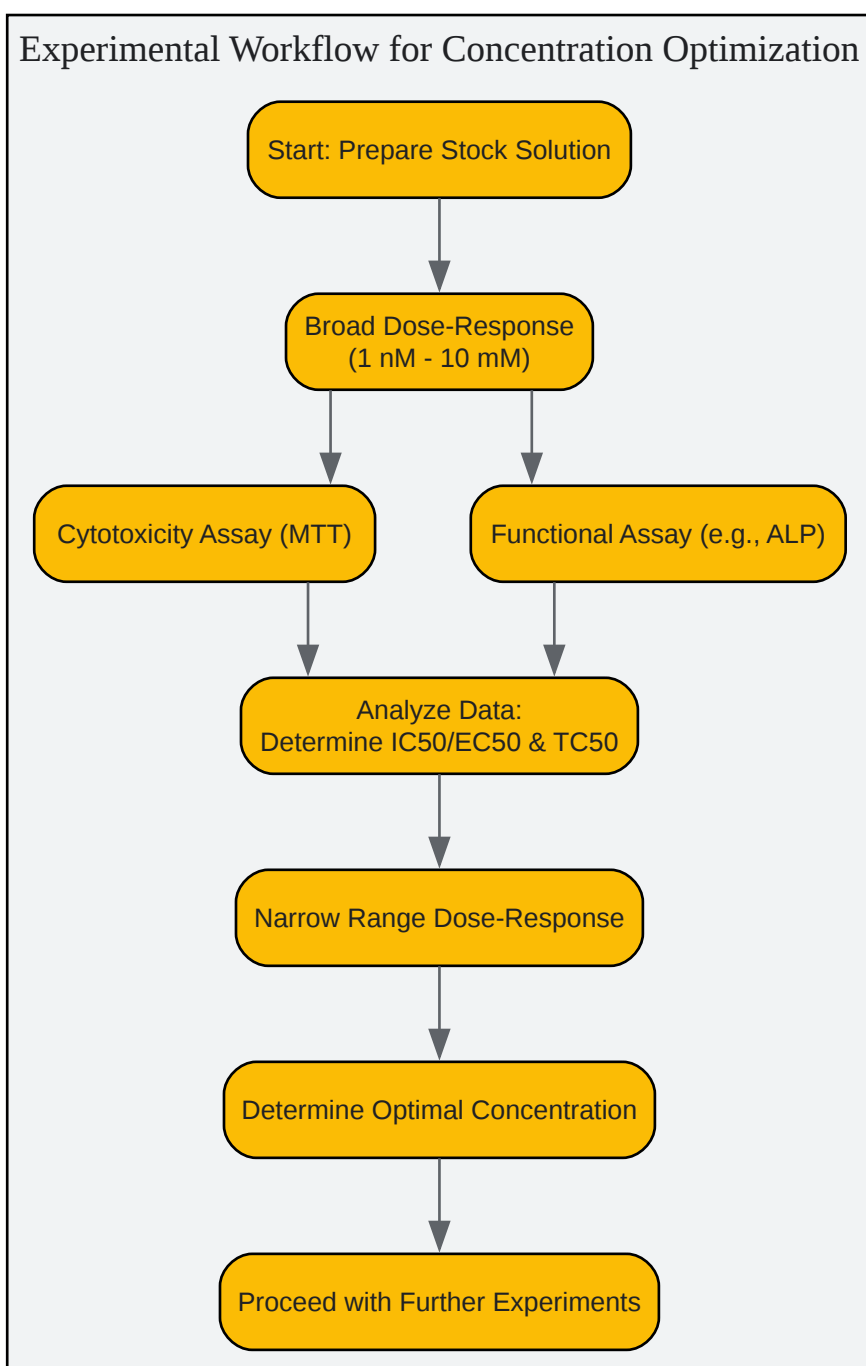 Experimental Workflow for Concentration Optimization
Start: Prepare Stock Solution
Broad Dose-Response
(1 nM - 10 mM)
Cytotoxicity Assay (MTT)
Functional Assay (e.g., ALP)
Analyze Data:
Determine IC50/EC50 & TC50
Narrow Range Dose-Response
Determine Optimal Concentration
Proceed with Further Experiments